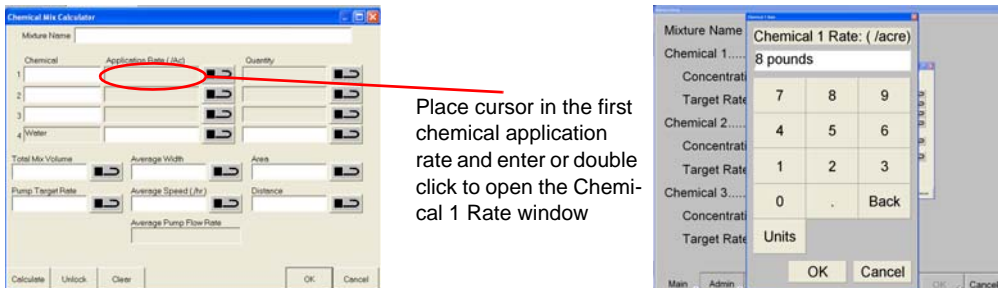 Chemical Mix Calculator
Mixture Name
Chemical Application Rate (/Ac) Quantity
1
2
3
4 Water
Total Mix Volume Average Width Area
Pump Target Rate Average Speed (/hr) Distance
Average Pump Flow Rate
Calculate Unlock Clear OK Cancel
Place cursor in the first
chemical application
rate and enter or double
click to open the Chemi-
cal 1 Rate window
Mixture Name
Chemical 1.....
Concentrati
Target Rate
Chemical 2.....
Concentrati
Target Rate
Chemical 3.....
Concentrati
Target Rate
Main Admin OK Cancel
Chemical 1 Rate: ( /acre)
8 pounds
7 8 9
4 5 6
1 2 3
0 . Back
Units
OK Cancel